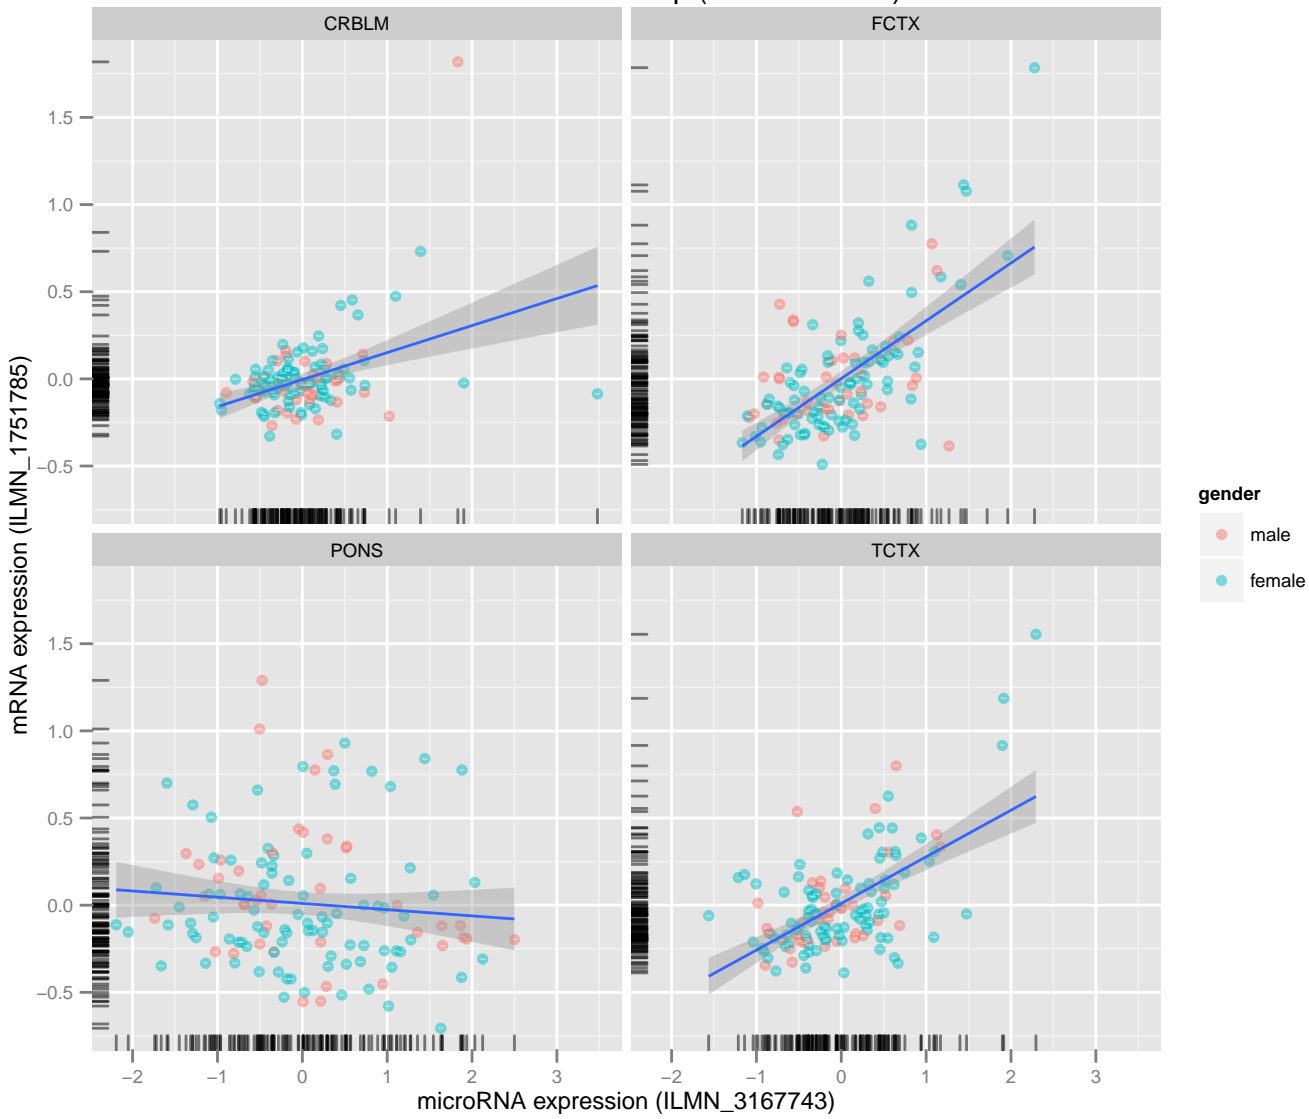 CRBLM
FCTX
1.5
1.0
0.5
0.0
−0.5
PONS
TCTX
1.5
1.0
0.5
0.0
−0.5
−2 −1 0 1 2 3
−2 −1 0 1 2 3
microRNA expression (ILMN_3167743)
mRNA expression (ILMN_1751785)
gender
male
female